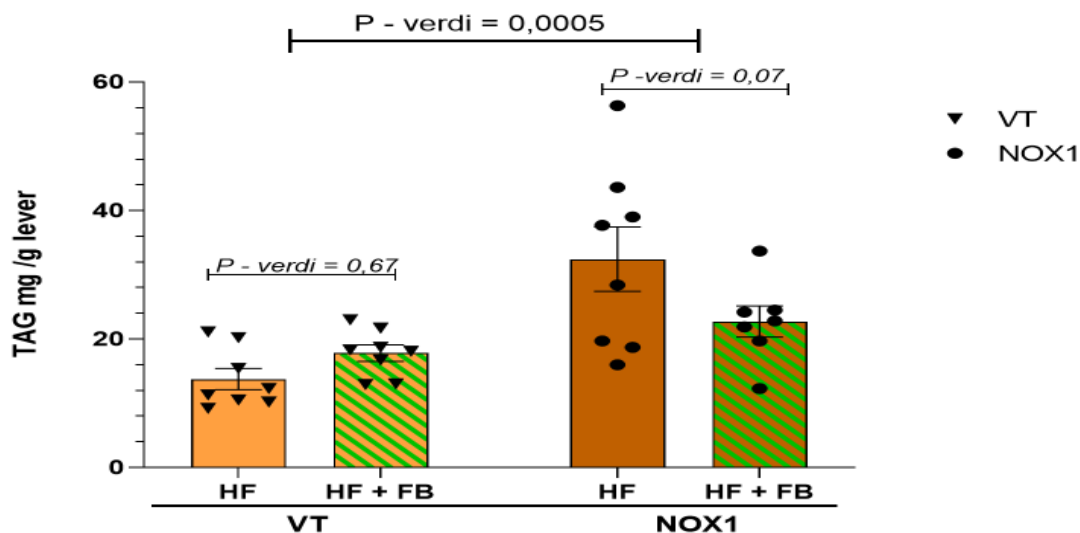 P - verdi = 0,0005
P -verdi = 0,07
P - verdi = 0,67
VT
NOX1
TAG mg /g lever
60
40
20
0
HF
HF + FB
HF
HF + FB
VT
NOX1